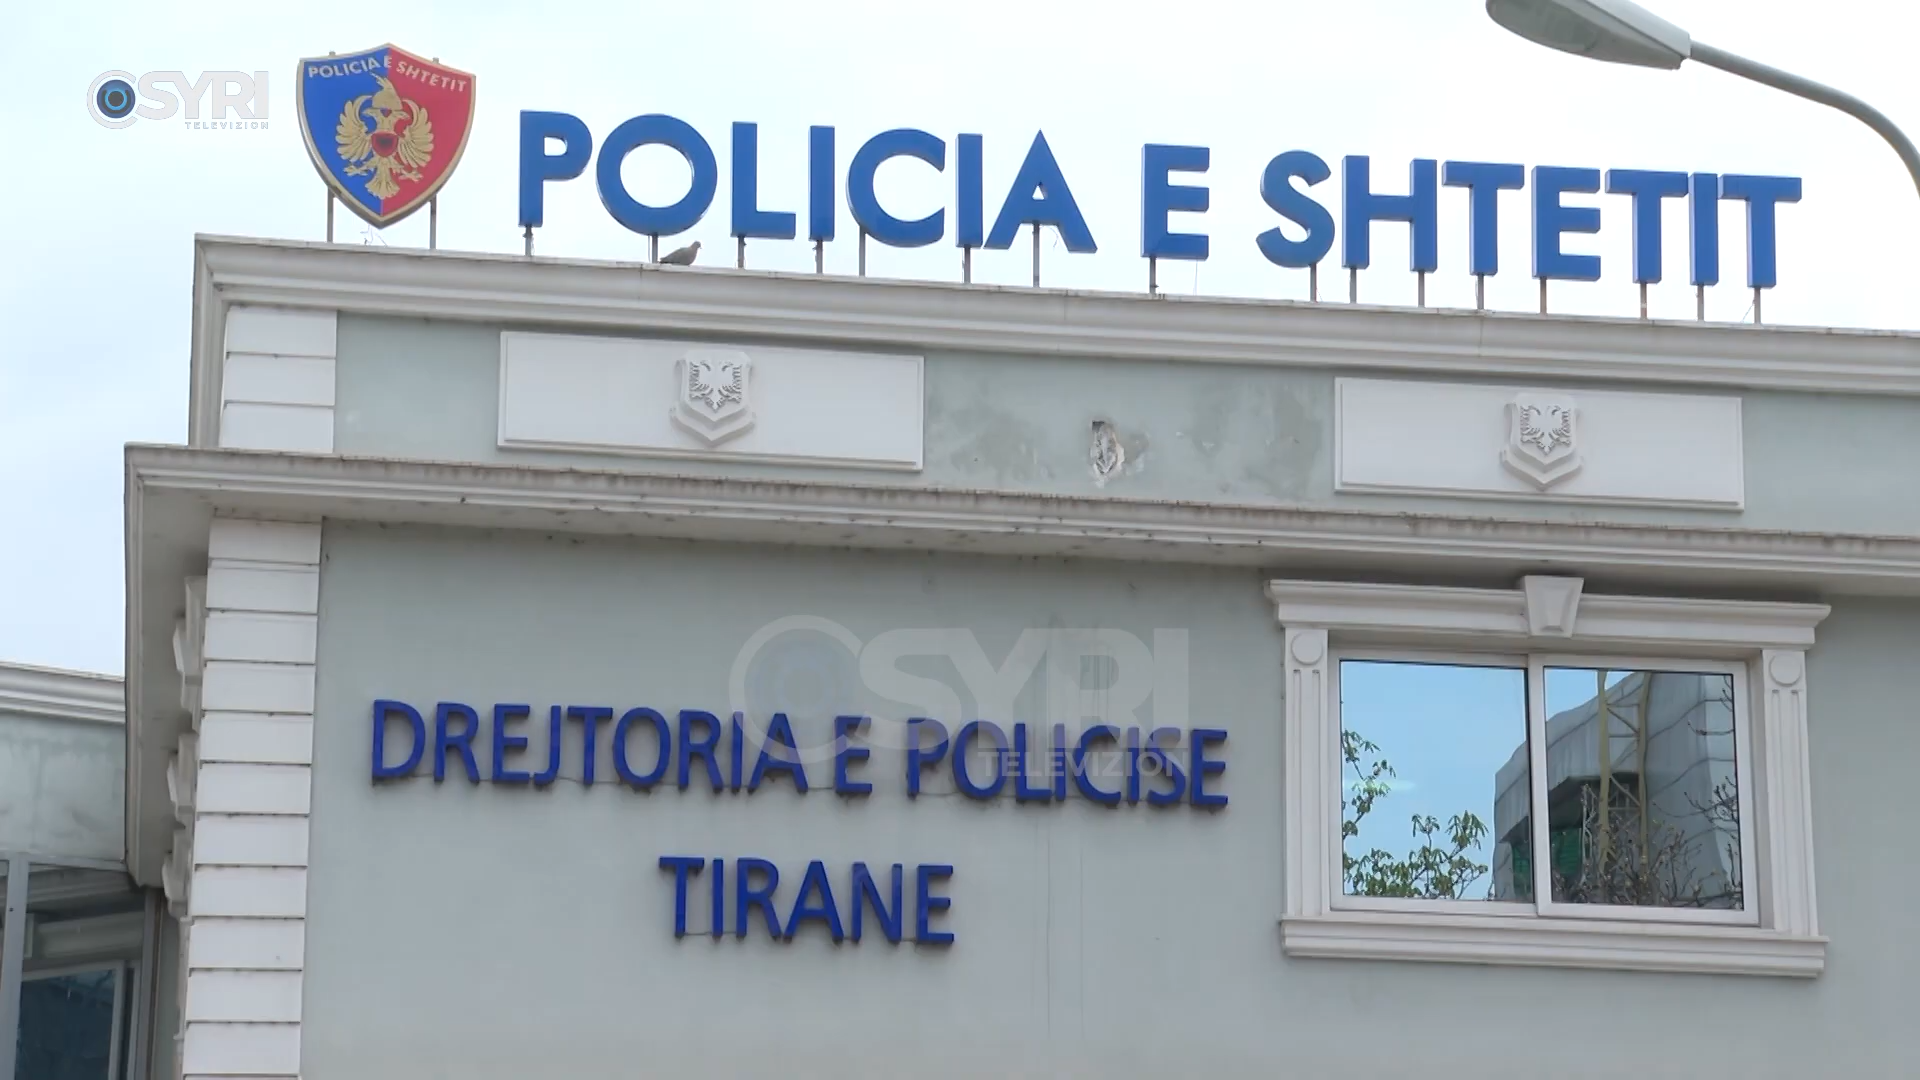 SYRI
TELEVIZION
POLICIA E SHTETIT
POLICIA E SHTETIT
SYRI
TELEVIZION
DREJTORIA E POLICISE
TIRANE